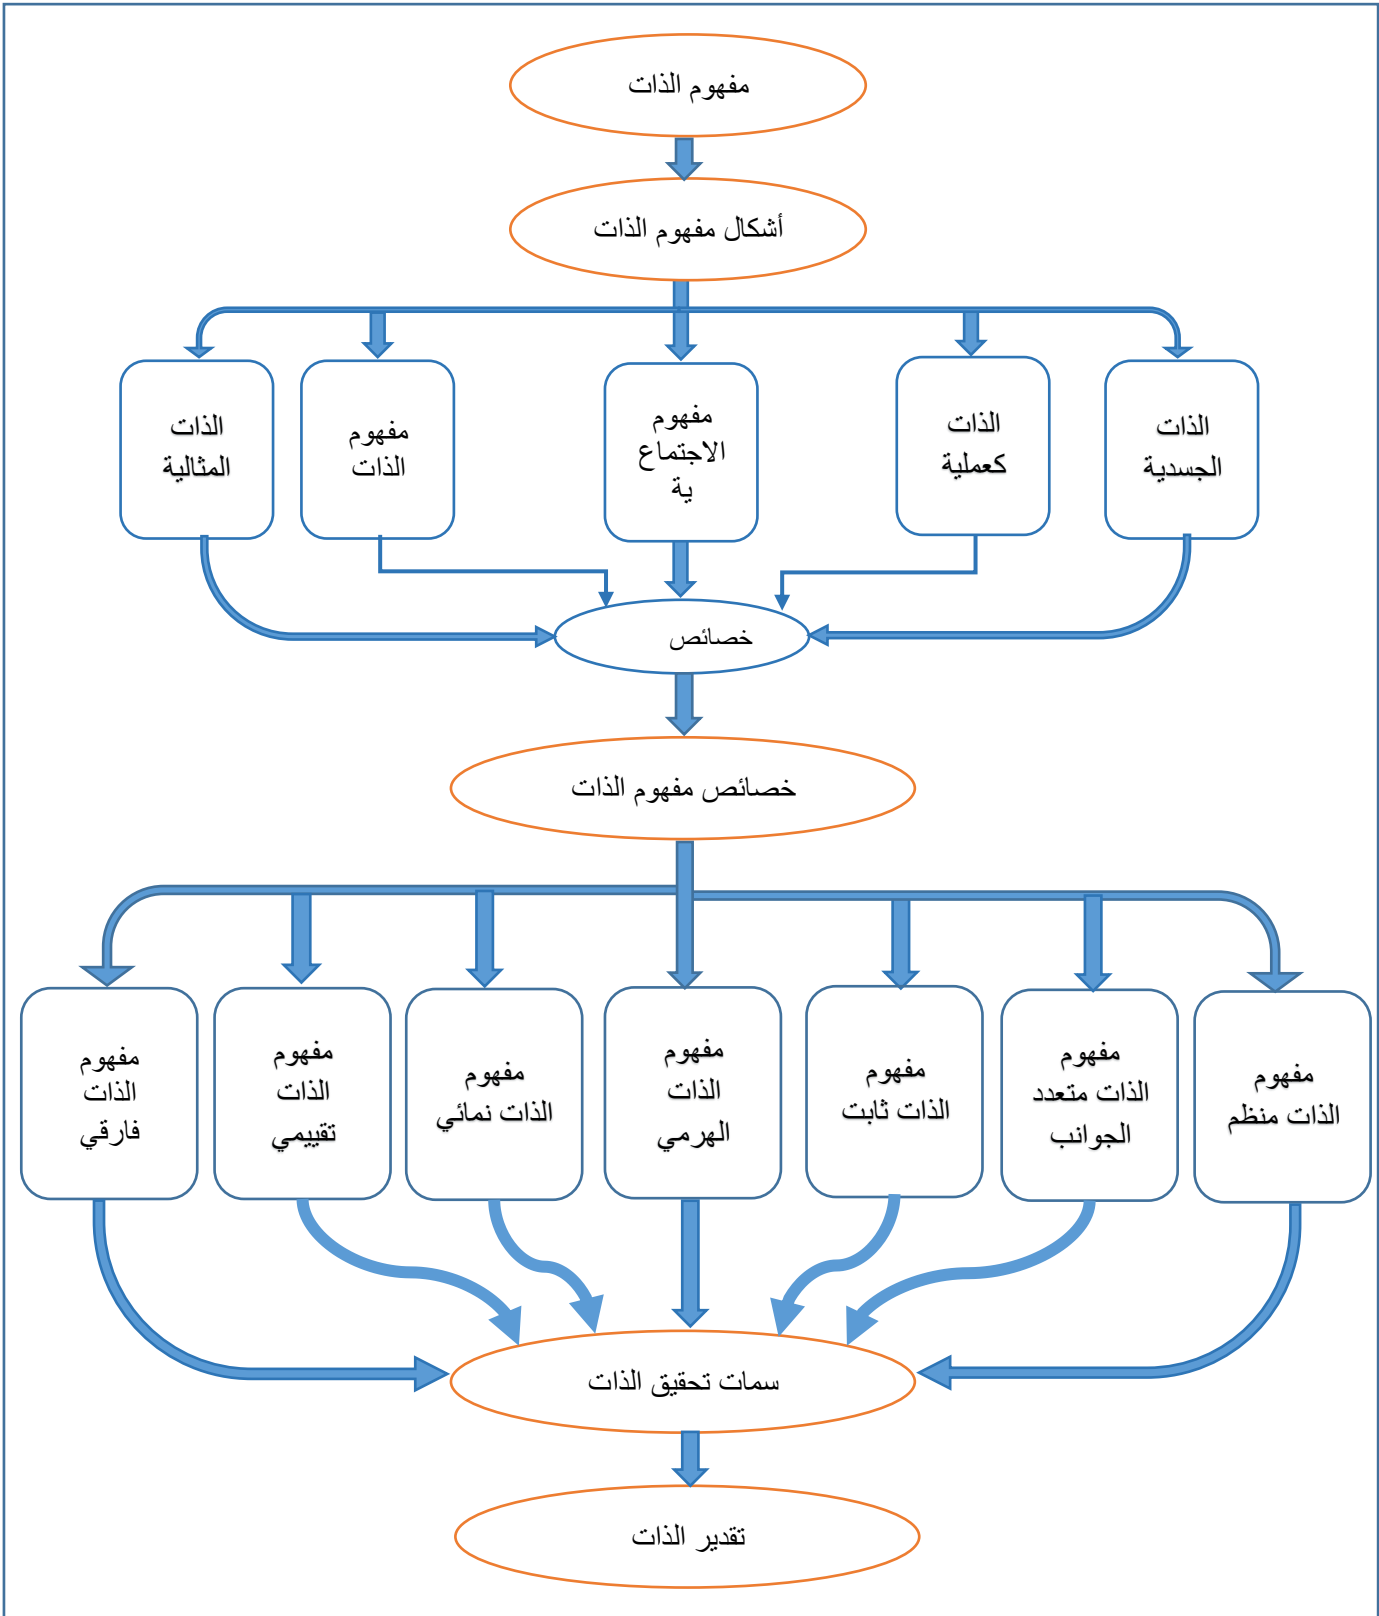 مفهوم الذات
أشكال مفهوم الذات
الذات
الجسدية
الذات
كعملية
مفهوم
الاجتماع
ية
مفهوم
الذات
الذات
المثالية
خصائص
خصائص مفهوم الذات
مفهوم
الذات منظم
مفهوم
الذات متعدد
الجوانب
مفهوم
الذات ثابت
مفهوم
الذات
الهرمي
مفهوم
الذات نمائي
مفهوم
الذات
تقييمي
مفهوم
الذات
فارقي
سمات تحقيق الذات
تقدير الذات